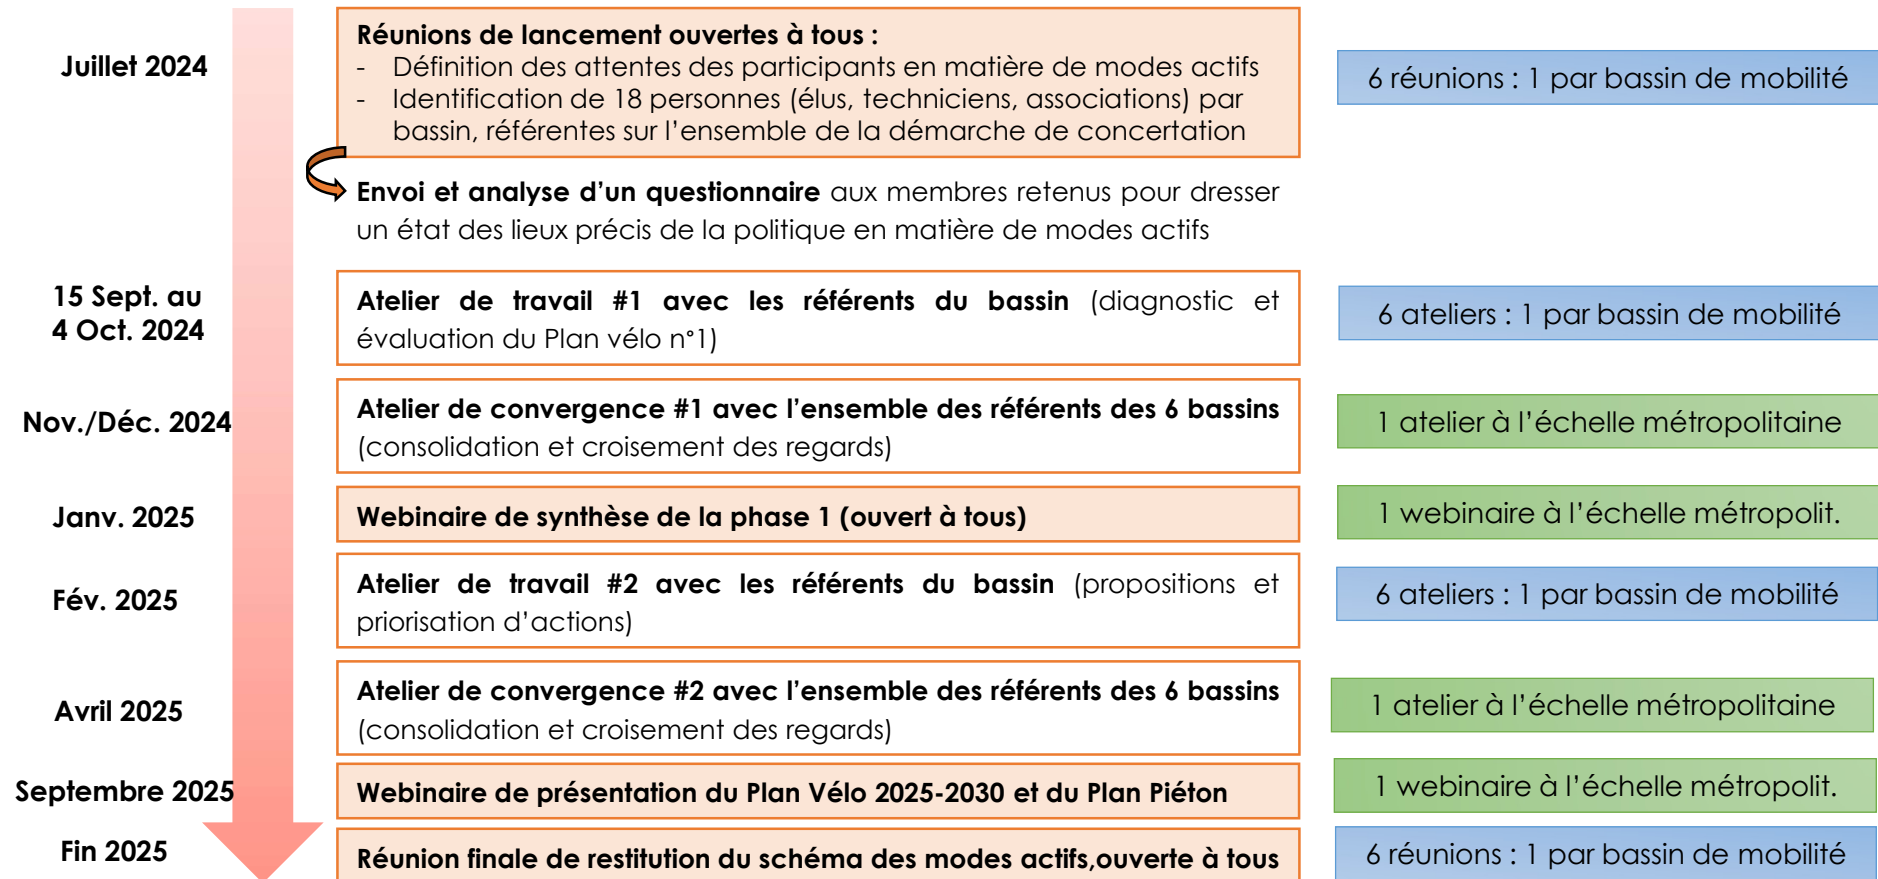 Juillet 2024
Réunions de lancement ouvertes à tous :
- Définition des attentes des participants en matière de modes actifs
- Identification de 18 personnes (élus, techniciens, associations) par
bassin, référentes sur l'ensemble de la démarche de concertation
6 réunions : 1 par bassin de mobilité
Envoi et analyse d'un questionnaire aux membres retenus pour dresser
un état des lieux précis de la politique en matière de modes actifs
15 Sept. au
4 Oct. 2024
Atelier de travail #1 avec les référents du bassin (diagnostic et
évaluation du Plan vélo n°1)
6 ateliers : 1 par bassin de mobilité
Nov./Déc. 2024
Atelier de convergence #1 avec l'ensemble des référents des 6 bassins
(consolidation et croisement des regards)
1 atelier à l'échelle métropolitaine
Janv. 2025
Webinaire de synthèse de la phase 1 (ouvert à tous)
1 webinaire à l'échelle métropolit.
Fév. 2025
Atelier de travail #2 avec les référents du bassin (propositions et
priorisation d'actions)
6 ateliers : 1 par bassin de mobilité
Avril 2025
Atelier de convergence #2 avec l'ensemble des référents des 6 bassins
(consolidation et croisement des regards)
1 atelier à l'échelle métropolitaine
Septembre 2025
Webinaire de présentation du Plan Vélo 2025-2030 et du Plan Piéton
1 webinaire à l'échelle métropolit.
Fin 2025
Réunion finale de restitution du schéma des modes actifs,ouverte à tous
6 réunions : 1 par bassin de mobilité